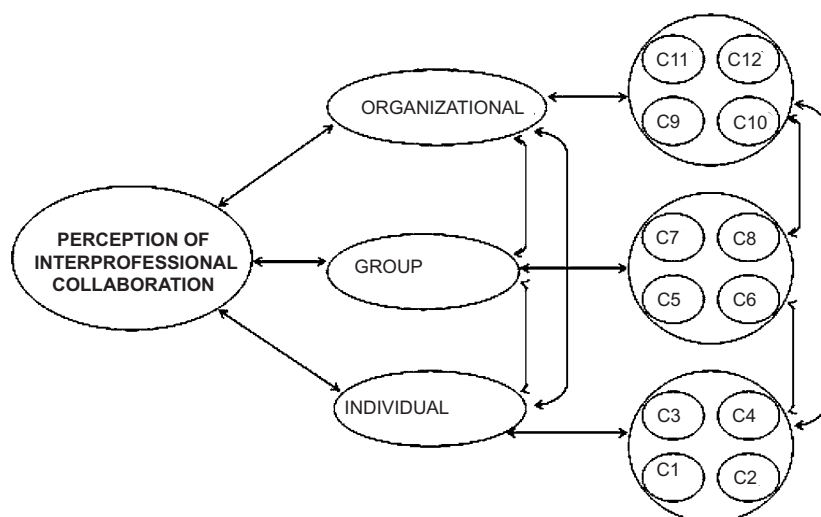 C11 C12
ORGANIZATIONAL
C9 C10
PERCEPTION OF
INTERPROFESSIONAL
COLLABORATION
C7 C8
GROUP
C5 C6
INDIVIDUAL
C3 C4
C1 C2